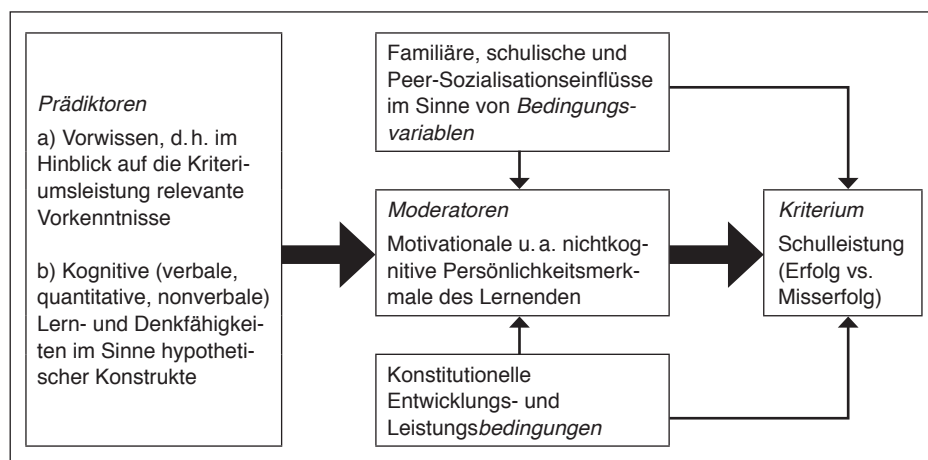 Prädiktoren
a) Vorwissen, d. h. im
Hinblick auf die Kriteri-
umsleistung relevante
Vorkenntnisse
b) Kognitive (verbale,
quantitative, nonverbale)
Lern- und Denkfähigkei-
ten im Sinne hypotheti-
scher Konstrukte
Familiäre, schulische und
Peer-Sozialisationseinflüsse
im Sinne von Bedingungs-
variablen
Moderatoren
Motivationale u. a. nichtkog-
nitive Persönlichkeitsmerk-
male des Lernenden
Konstitutionelle
Entwicklungs- und
Leistungsbedingungen
Kriterium
Schulleistung
(Erfolg vs.
Misserfolg)